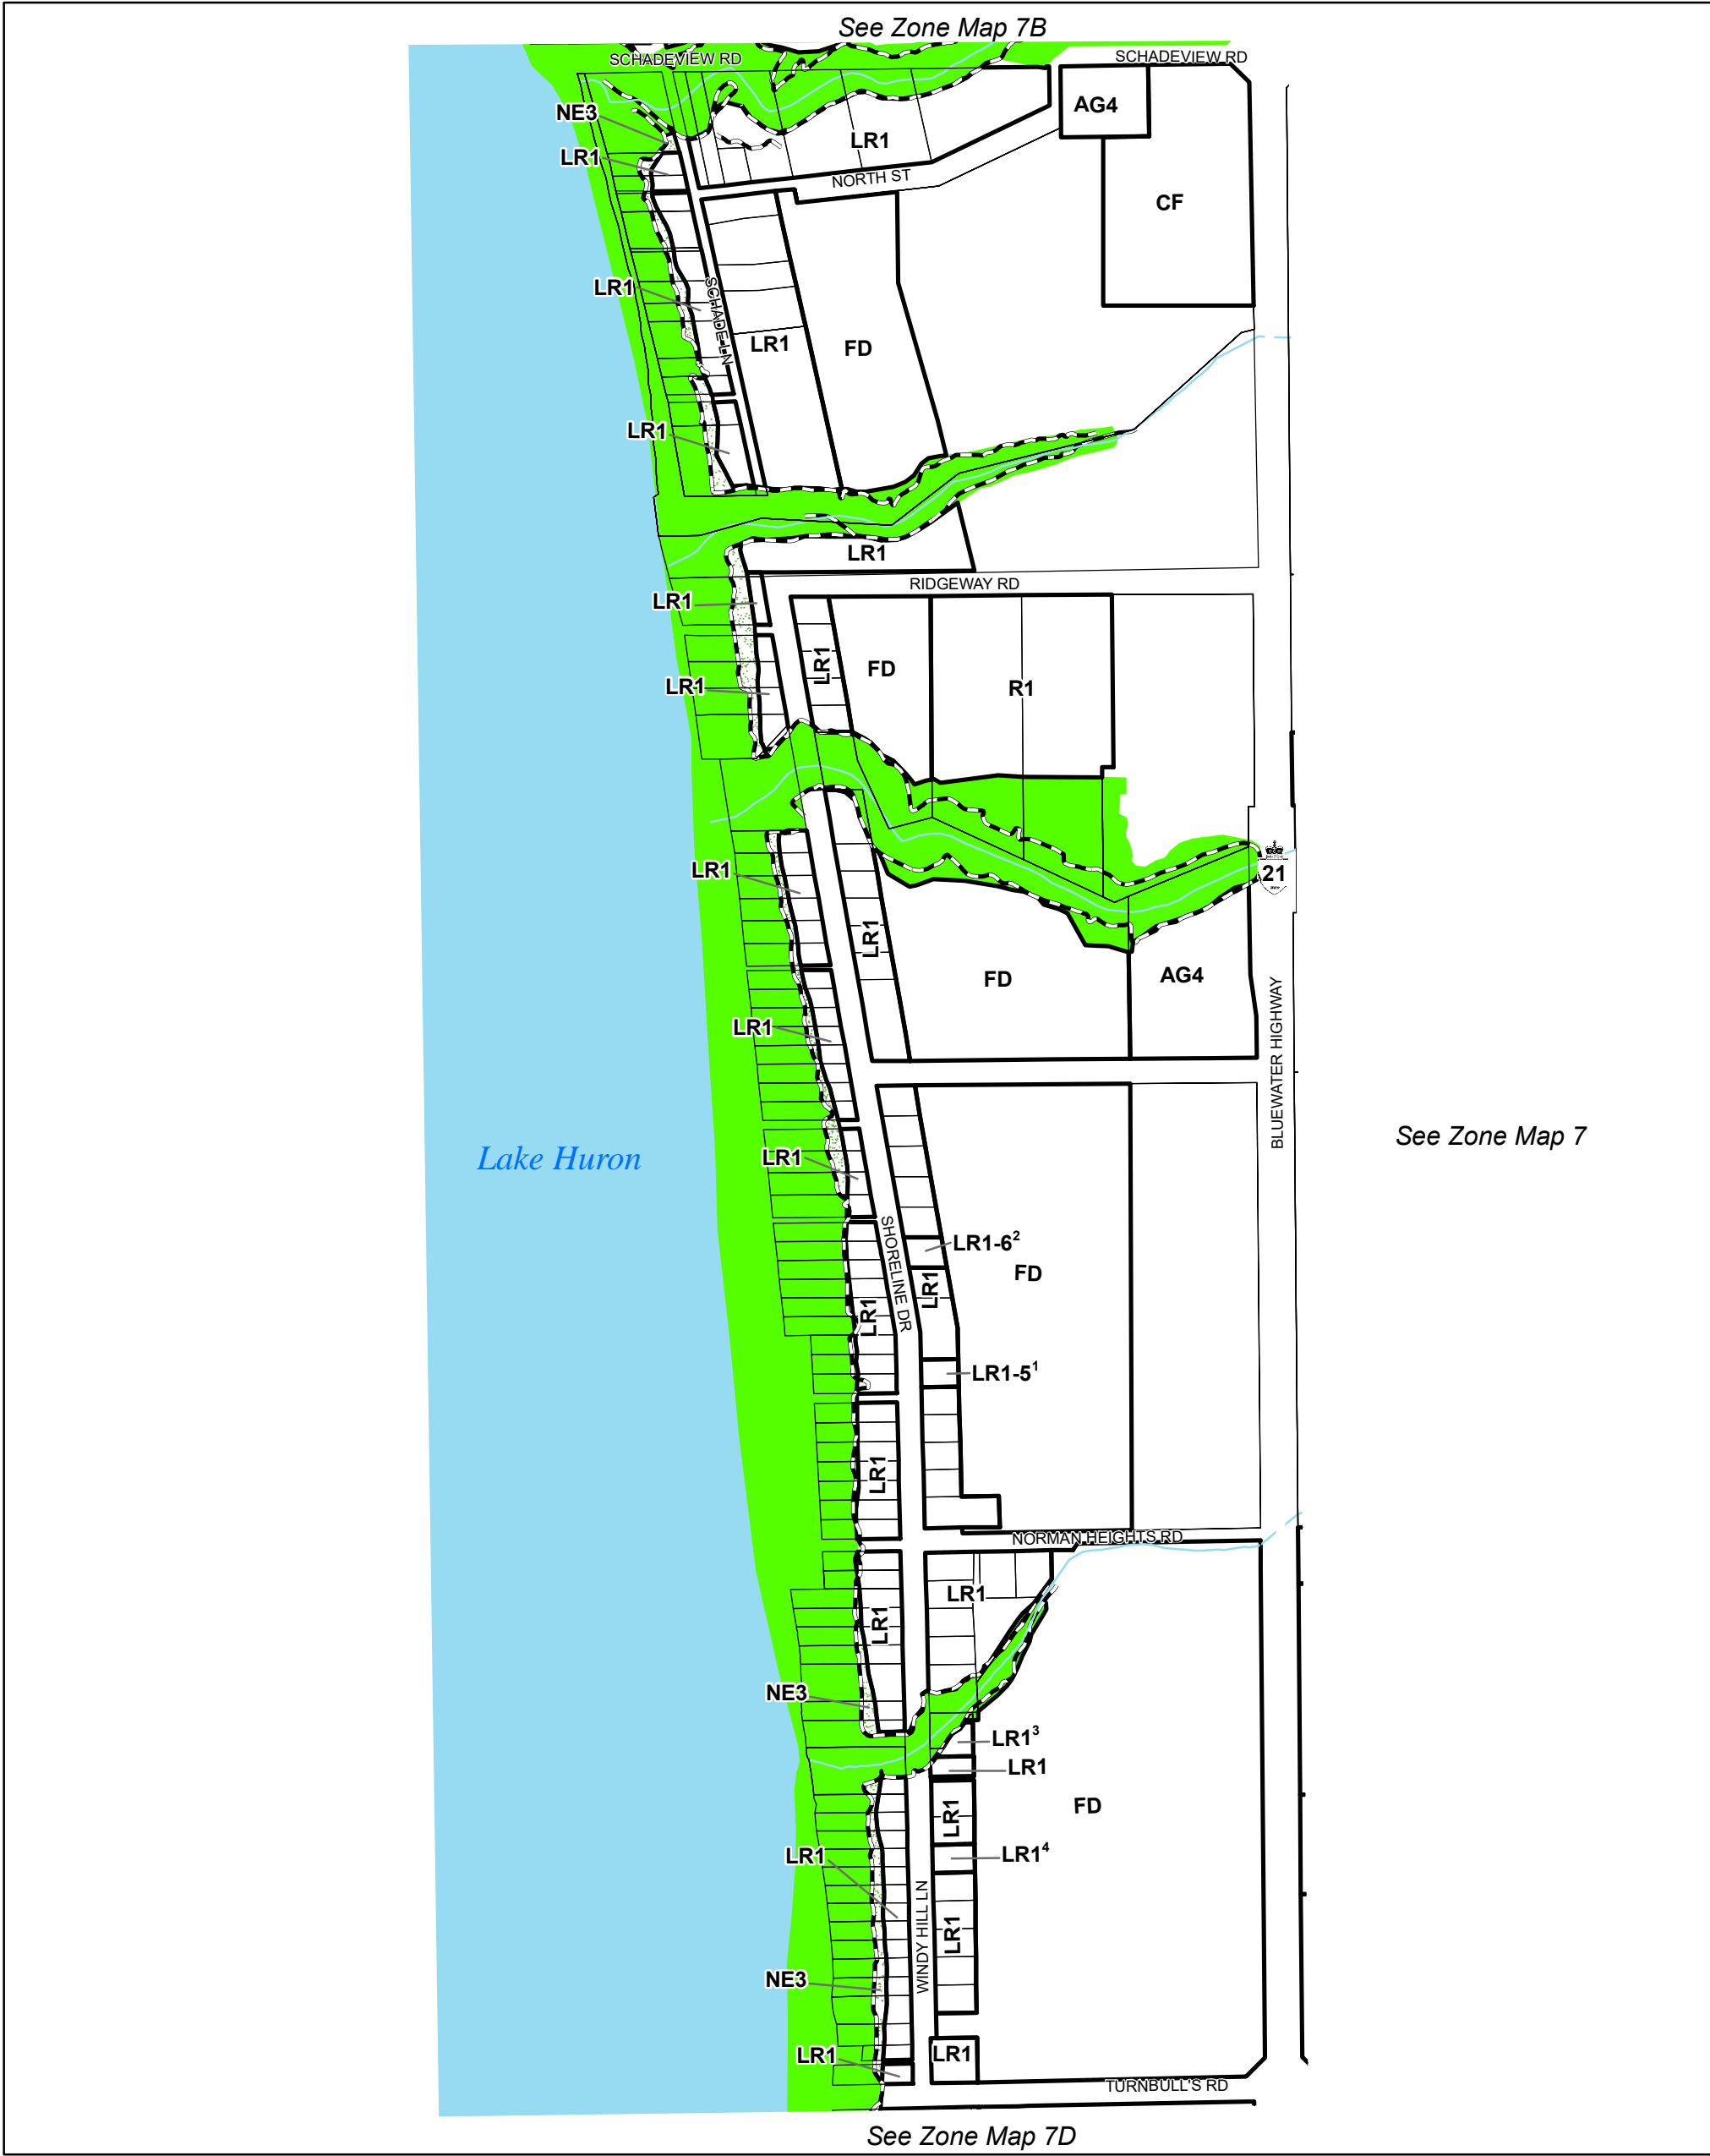 See Zone Map 7B
SCHADEVIEW RD
SCHADEVIEW RD
NE3
AG4
LR1
LR1
NORTH ST
CF
LR1
SCHADE LN
LR1
FD
LR1
LR1
RIDGEWAY RD
LR1
LR1
FD
R1
LR1
LR1
21
LR1
FD
AG4
BLUEWATER HIGHWAY
LR1
See Zone Map 7
Lake Huron
LR1
SHORELINE DR
LR1-6²
FD
LR1
LR1
LR1-5¹
LR1
NORMAN HEIGHTS RD
LR1
LR1
NE3
LR1³
LR1
FD
LR1
LR1
LR1⁴
WINDY HILL LN
LR1
NE3
LR1
LR1
TURNBULL'S RD
See Zone Map 7D